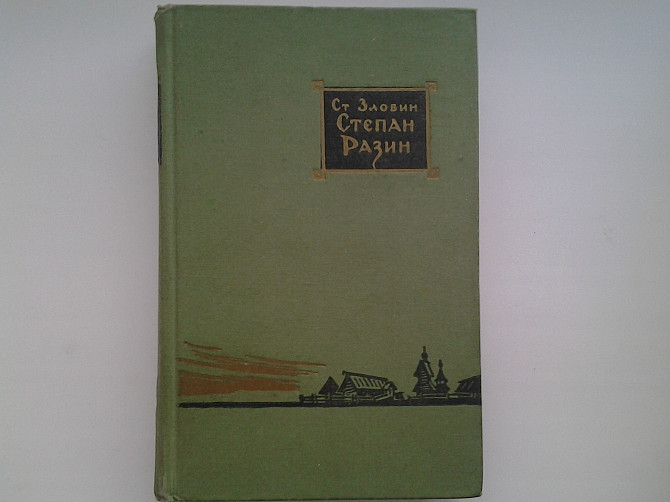 Ст Злобин
Степан
Разин